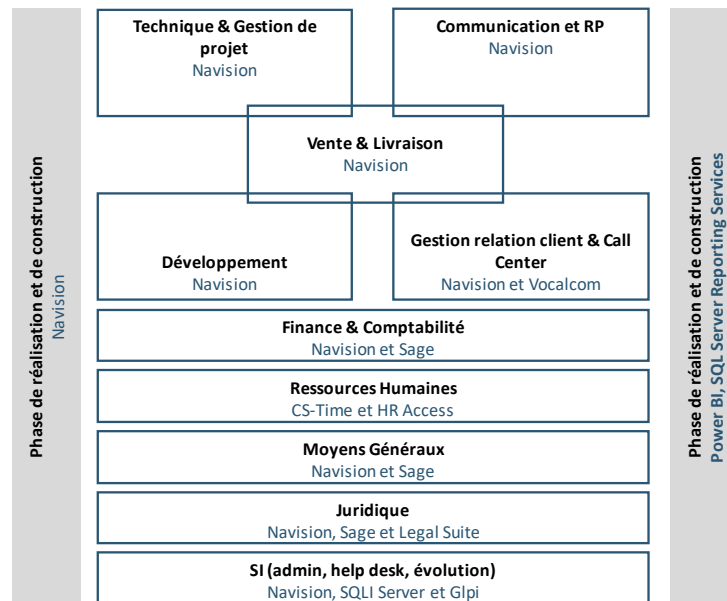 Technique & Gestion de
projet
Navision
Communication et RP
Navision
Vente & Livraison
Navision
Développement
Navision
Gestion relation client & Call
Center
Navision et Vocalcom
Finance & Comptabilité
Navision et Sage
Ressources Humaines
CS-Time et HR Access
Moyens Généraux
Navision et Sage
Juridique
Navision, Sage et Legal Suite
SI (admin, help desk, évolution)
Navision, SQLI Server et Glpi
Phase de réalisation et de construction
Navision
Phase de réalisation et de construction
Power BI, SQL Server Reporting Services